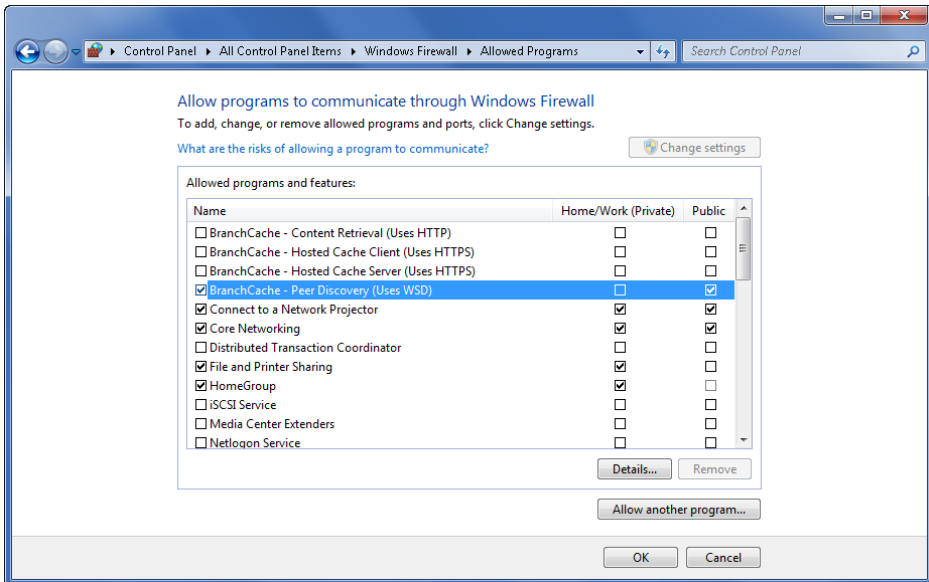 Control Panel ▸ All Control Panel Items ▸ Windows Firewall ▸ Allowed Programs
Search Control Panel
Allow programs to communicate through Windows Firewall
To add, change, or remove allowed programs and ports, click Change settings.
What are the risks of allowing a program to communicate?
Change settings
Allowed programs and features:
Name Home/Work (Private) Public
BranchCache - Content Retrieval (Uses HTTP)
BranchCache - Hosted Cache Client (Uses HTTPS)
BranchCache - Hosted Cache Server (Uses HTTPS)
BranchCache - Peer Discovery (Uses WSD)
Connect to a Network Projector
Core Networking
Distributed Transaction Coordinator
File and Printer Sharing
HomeGroup
iSCSI Service
Media Center Extenders
Netlogon Service
Details... Remove
Allow another program...
OK Cancel